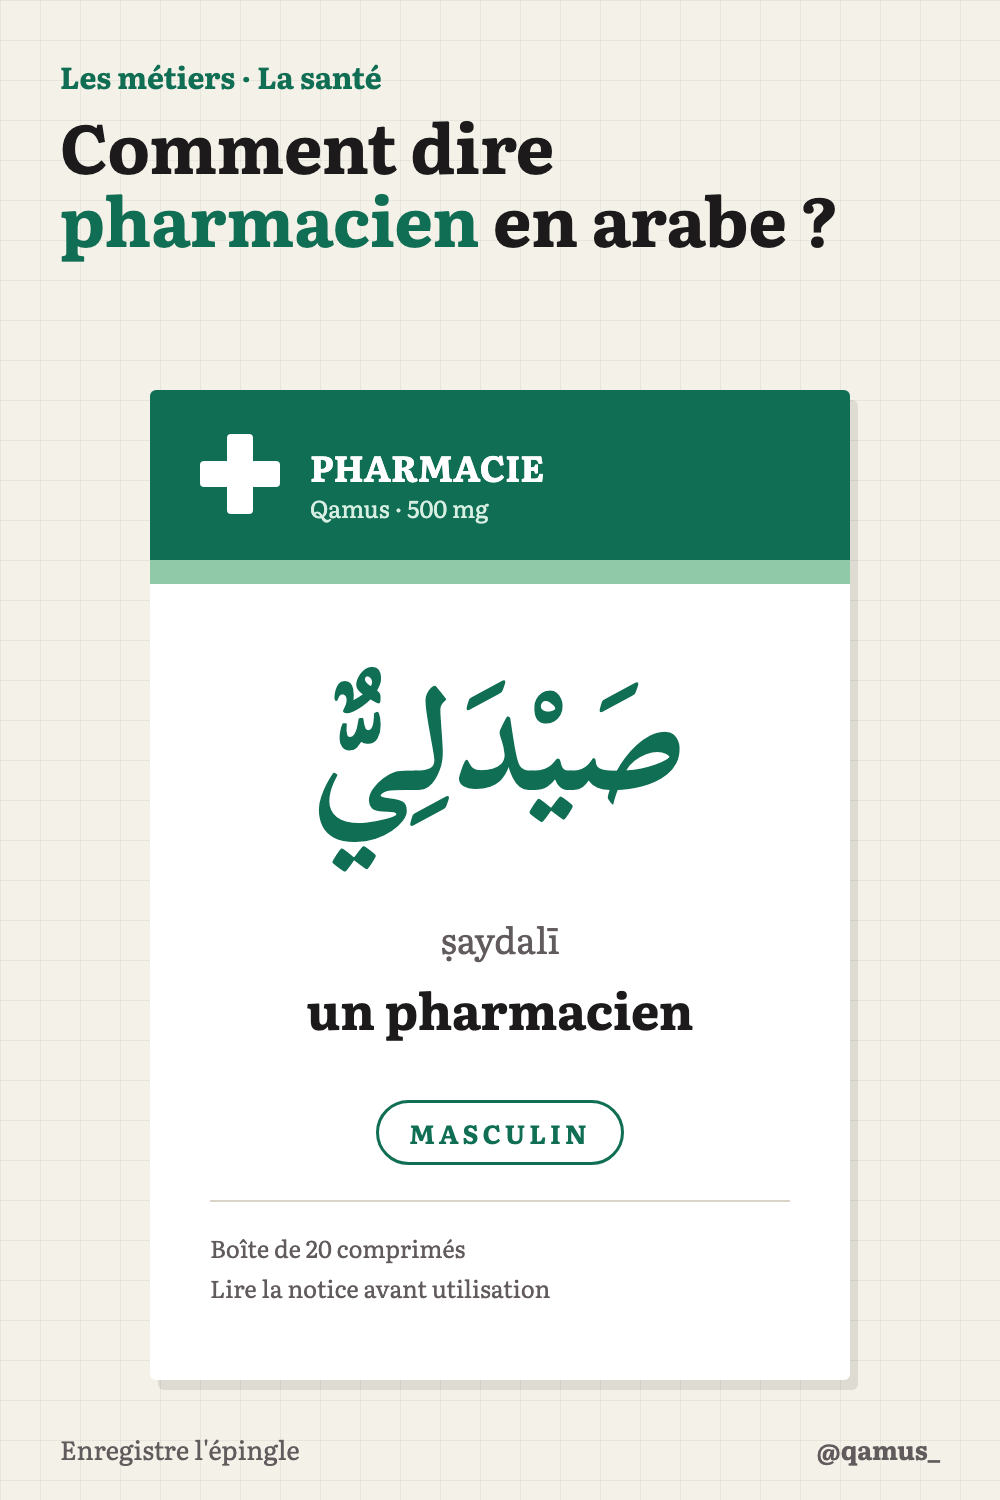 Les métiers · La santé
Comment dire
pharmacien en arabe ?
PHARMACIE
Qamus · 500 mg
صَيْدَلِيٌّ
ṣaydalī
un pharmacien
MASCULIN
Boîte de 20 comprimés
Lire la notice avant utilisation
Enregistre l'épingle
@qamus_